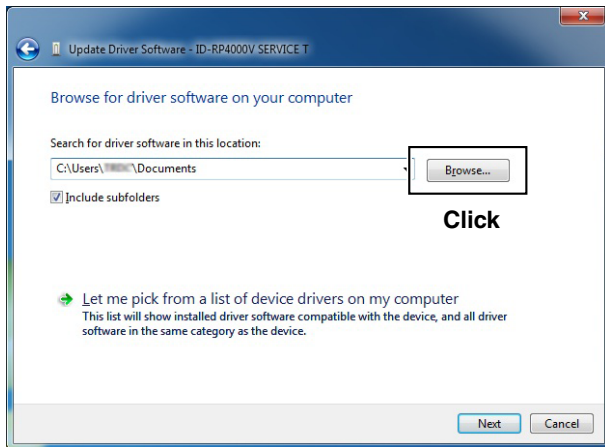 Update Driver Software - ID-RP4000V SERVICE T
Browse for driver software on your computer
Search for driver software in this location:
C:\Users\ \Documents
Browse...
Include subfolders
Click
Let me pick from a list of device drivers on my computer
This list will show installed driver software compatible with the device, and all driver
software in the same category as the device.
Next
Cancel